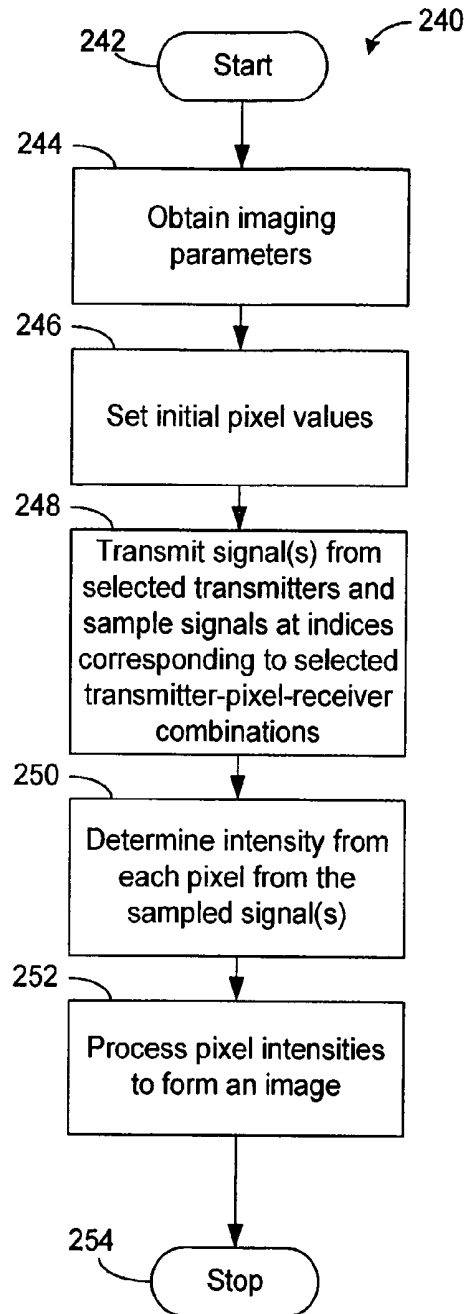 240
242
Start
244
Obtain imaging
parameters
246
Set initial pixel values
248
Transmit signal(s) from
selected transmitters and
sample signals at indices
corresponding to selected
transmitter-pixel-receiver
combinations
250
Determine intensity from
each pixel from the
sampled signal(s)
252
Process pixel intensities
to form an image
254
Stop